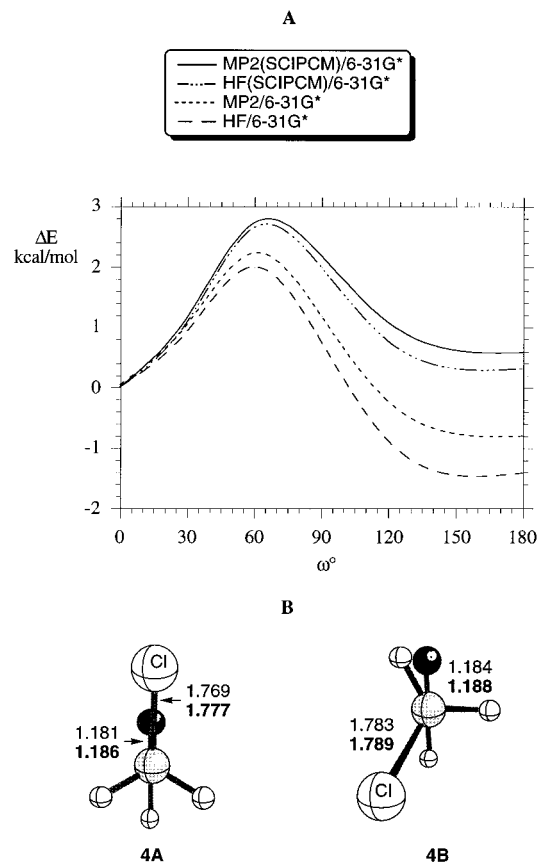 A
MP2(SCIPCM)/6-31G*
HF(SCIPCM)/6-31G*
MP2/6-31G*
HF/6-31G*
ΔE
kcal/mol
3
2
1
0
-1
-2
0 30 60 90 120 150 180
ω°
B
Cl
1.769
1.777
1.181
1.186
4A
1.184
1.188
1.783
1.789
Cl
4B